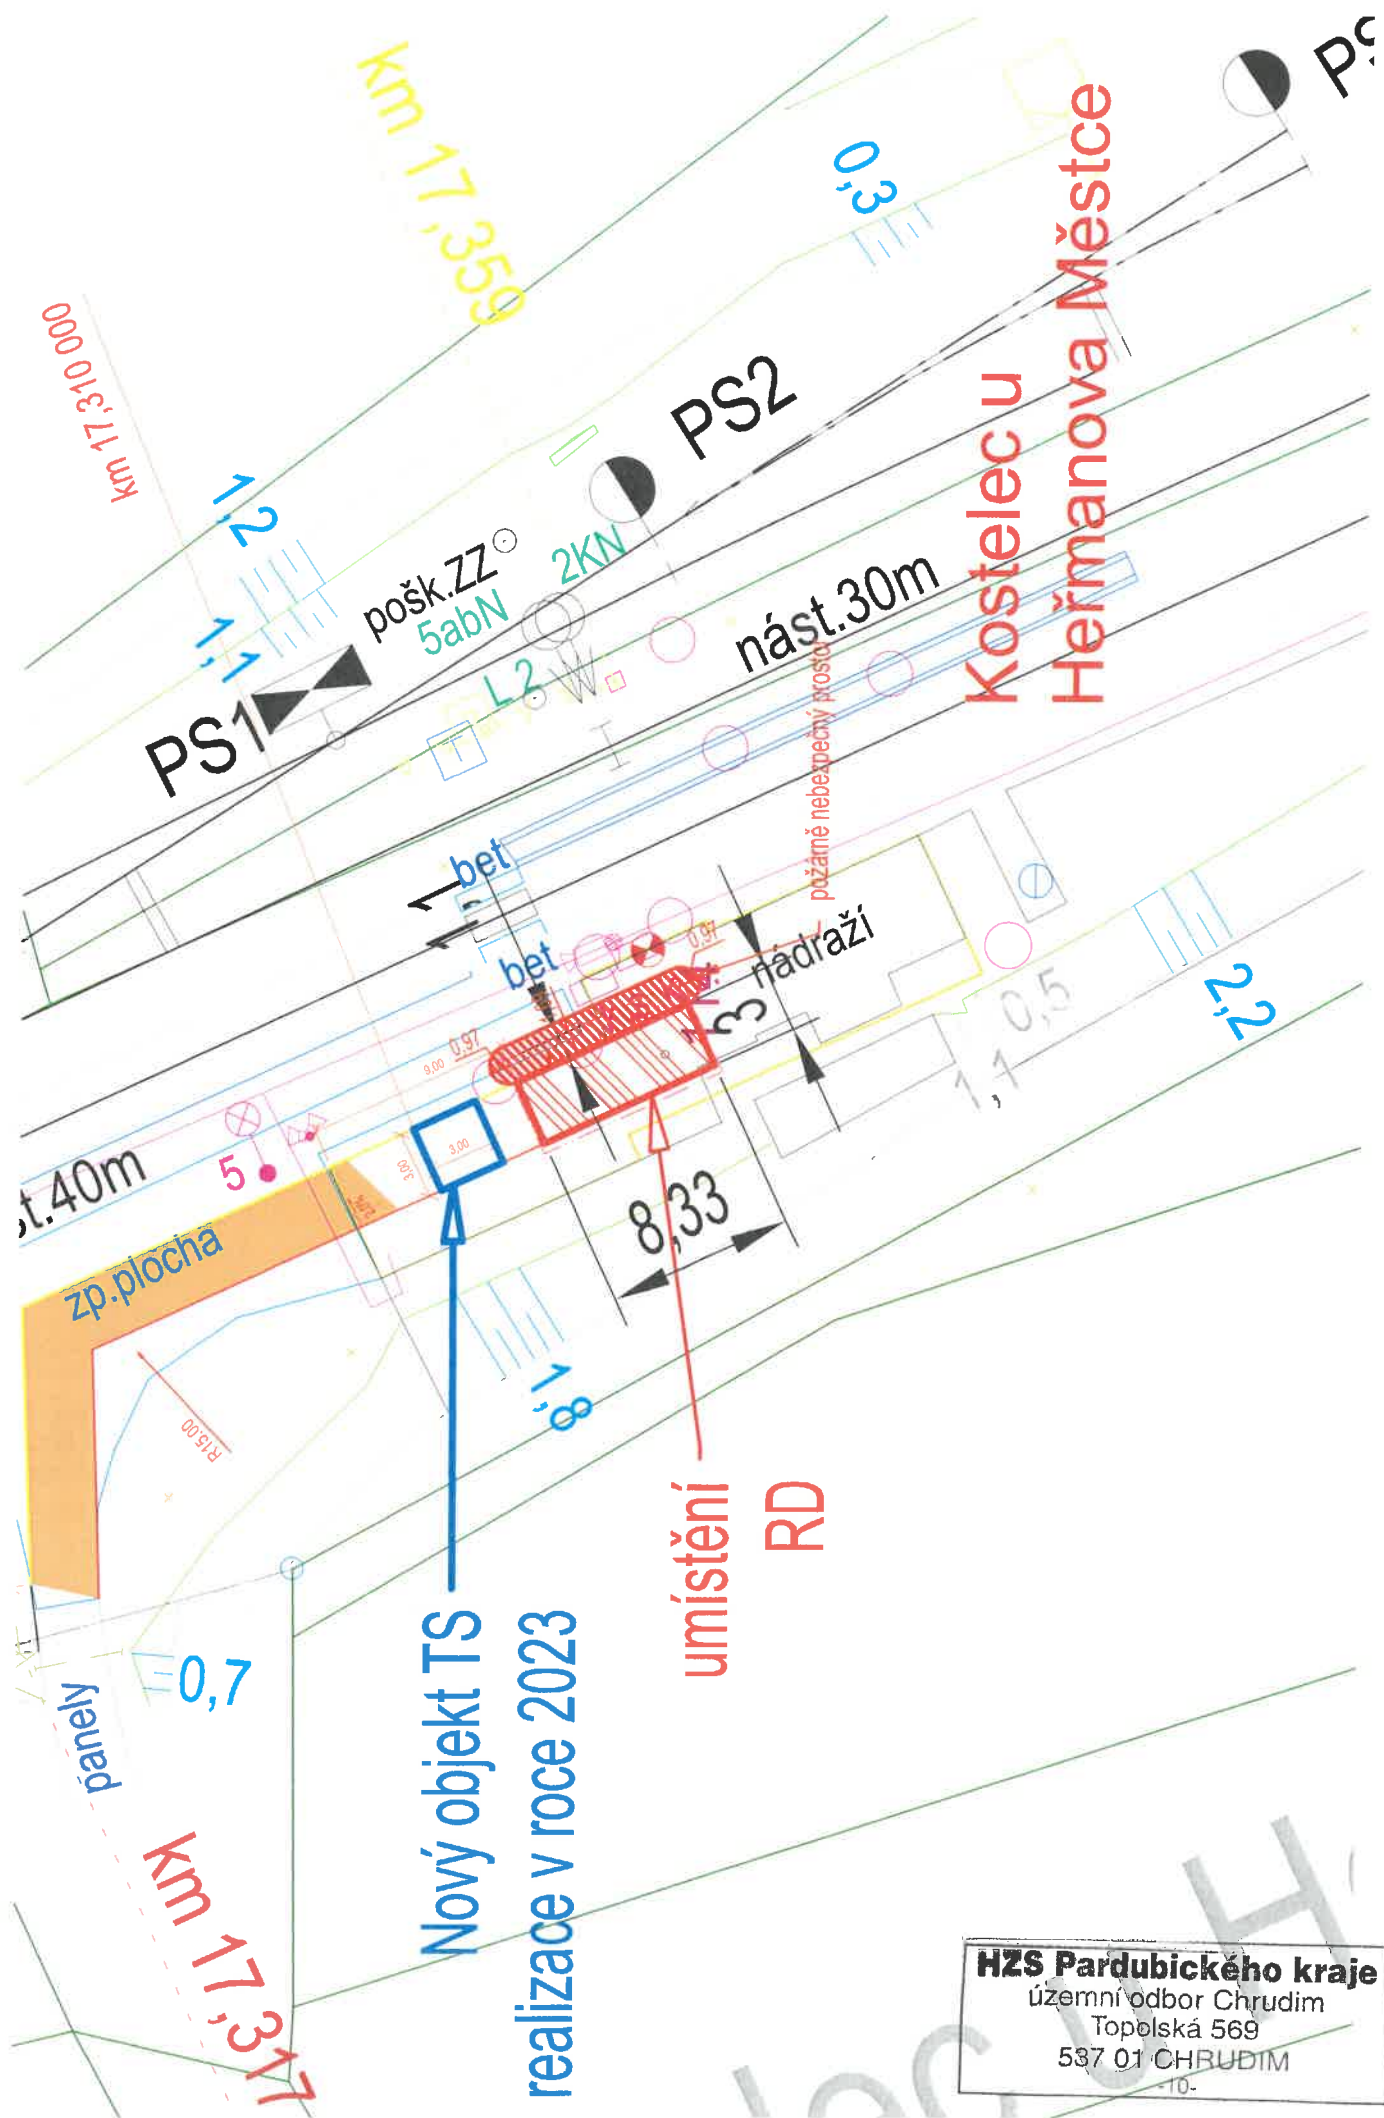 km 17,359
km 17,310 000
0,3
1,2
1,1
pošk.ZZ
5abN
2KN
L 2
PS1
PS2
nást.30m
Kostelec u
Heřmanova Městce
požárně nebezpečný prostor
bet
1,1
bet
nádraží
0,97
0,97
9,00
3
3,00
3,00
5
t.40m
zp.plocha
8,33
2,2
0,5
1,1
1,8
R15.00
umístění
RD
Nový objekt TS
realizace v roce 2023
0,7
panely
km 17,317
HZS Pardubického kraje
územní odbor Chrudim
Topolská 569
537 01 CHRUDIM
-10-